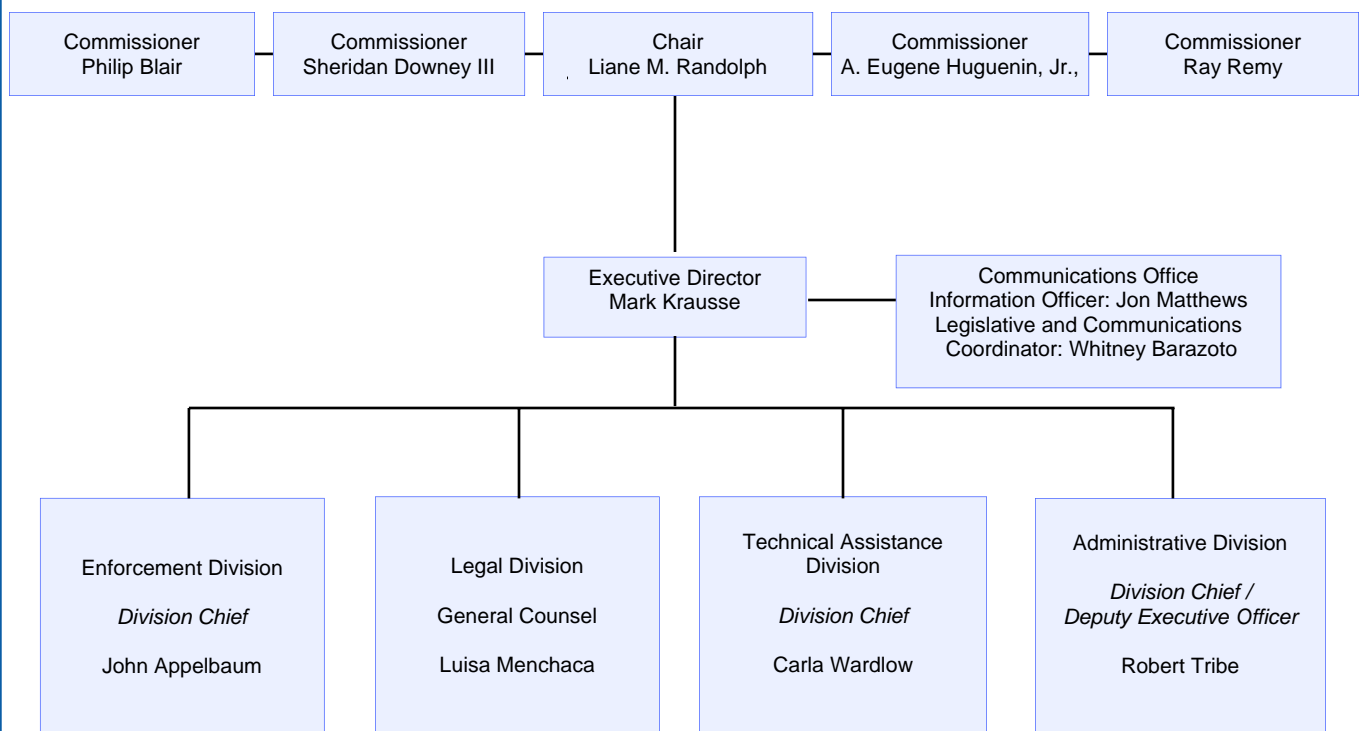 Commissioner
Philip Blair
Commissioner
Sheridan Downey III
Chair
Liane M. Randolph
,
Commissioner
A. Eugene Huguenin, Jr.,
Commissioner
Ray Remy
Executive Director
Mark Krausse
Communications Office
Information Officer: Jon Matthews
Legislative and Communications
Coordinator: Whitney Barazoto
Enforcement Division
Division Chief
John Appelbaum
Legal Division
General Counsel
Luisa Menchaca
Technical Assistance
Division
Division Chief
Carla Wardlow
Administrative Division
Division Chief /
Deputy Executive Officer
Robert Tribe